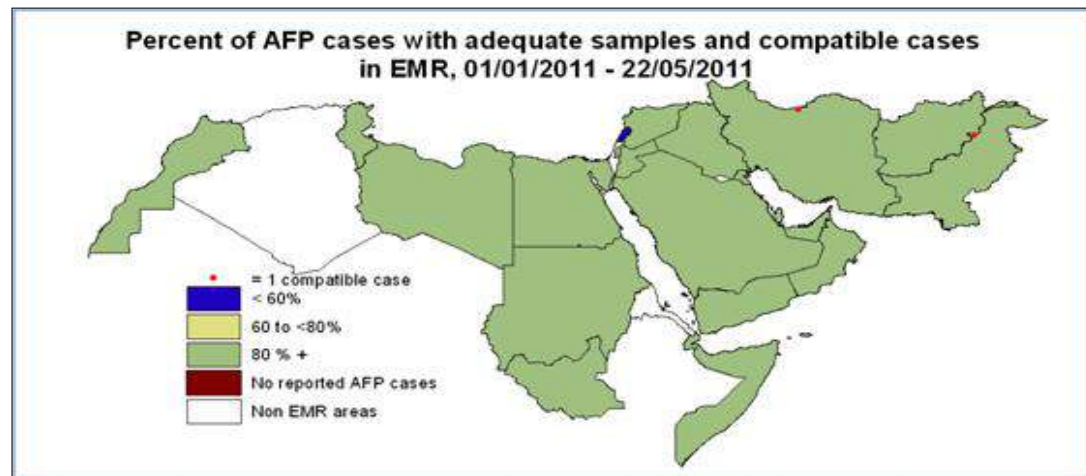 Percent of AFP cases with adequate samples and compatible cases
in EMR, 01/01/2011 - 22/05/2011
= 1 compatible case
< 60%
60 to <80%
80 % +
No reported AFP cases
Non EMR areas